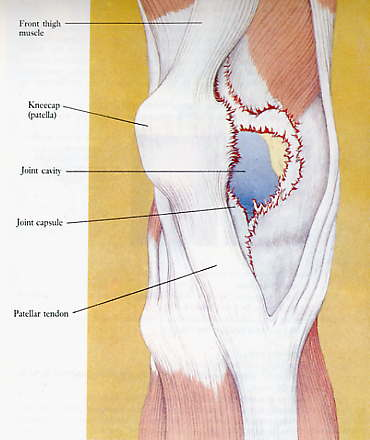 Front thigh
muscle
Kneecap
(patella)
Joint cavity
Joint capsule
Patellar tendon